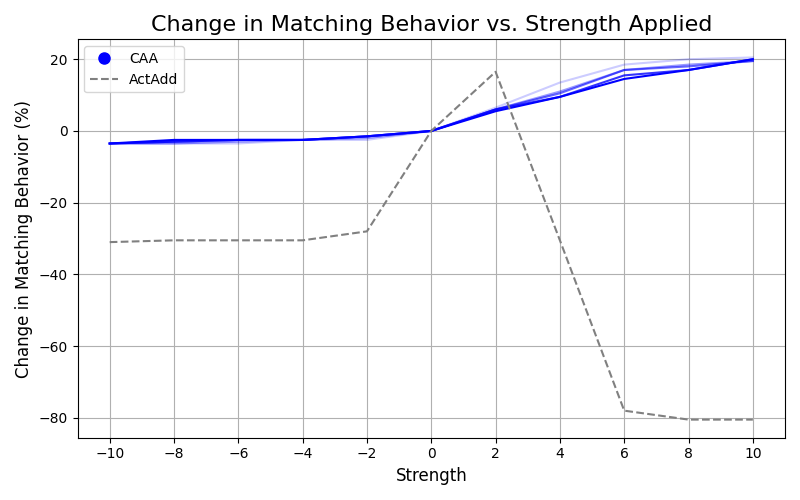 Change in Matching Behavior vs. Strength Applied
CAA
ActAdd
Change in Matching Behavior (%)
20
0
−20
−40
−60
−80
−10 −8 −6 −4 −2 0 2 4 6 8 10
Strength